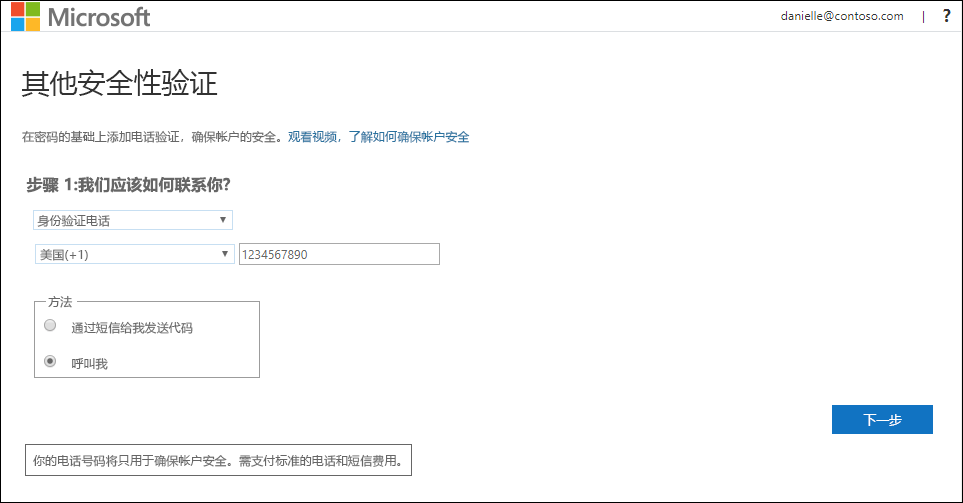 Microsoft
danielle@contoso.com | ?
其他安全性验证
在密码的基础上添加电话验证，确保帐户的安全。观看视频，了解如何确保帐户安全
步骤 1:我们应该如何联系你?
身份验证电话
美国(+1) 1234567890
方法
通过短信给我发送代码
呼叫我
下一步
你的电话号码将只用于确保帐户安全。需支付标准的电话和短信费用。